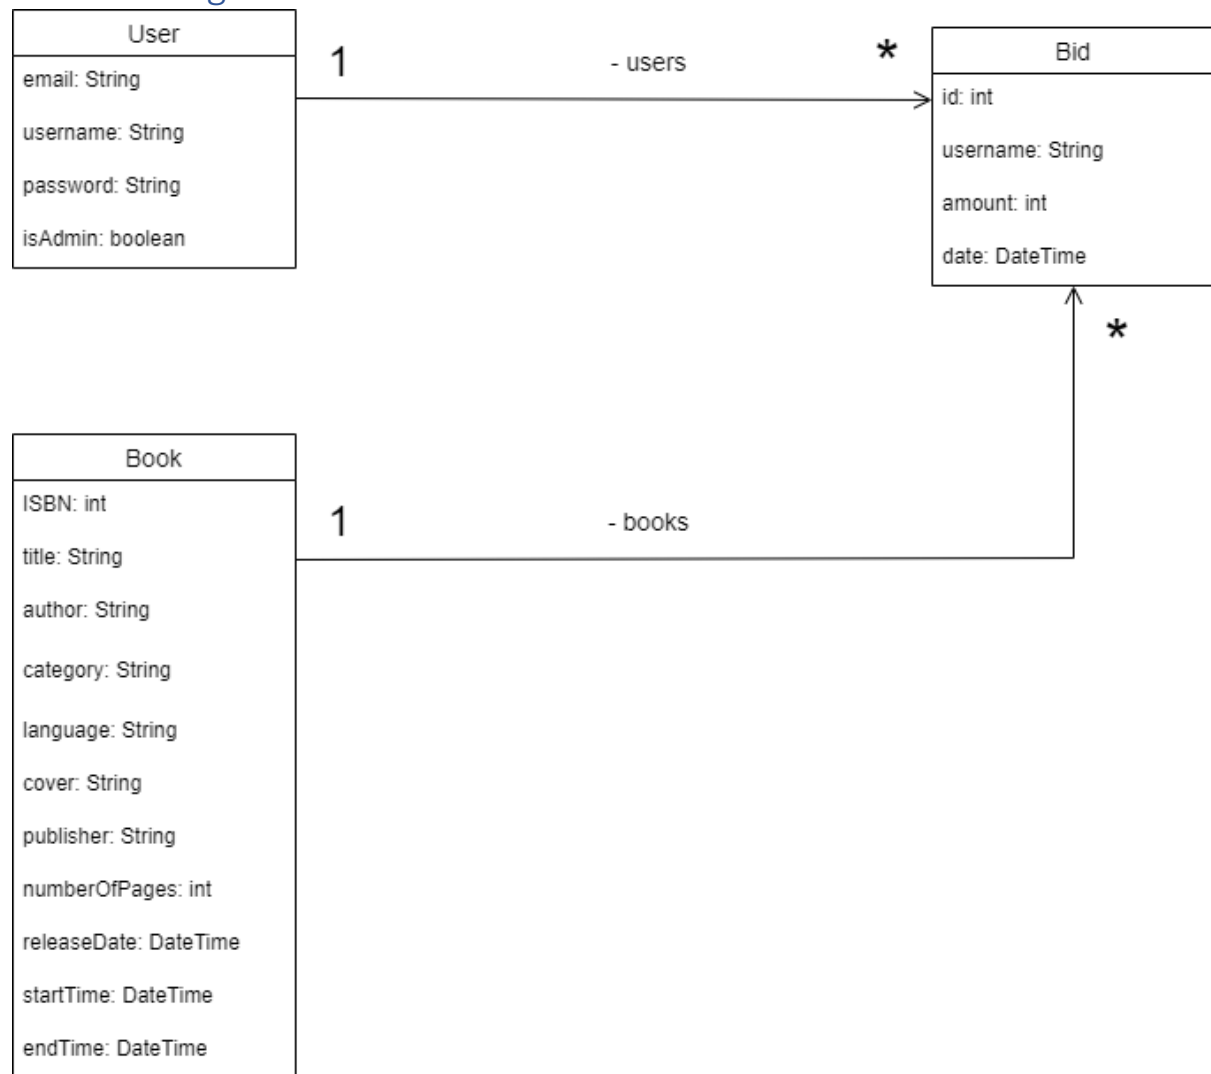 User
email: String
username: String
password: String
isAdmin: boolean
1
- users
*
Bid
id: int
username: String
amount: int
date: DateTime
*
Book
ISBN: int
title: String
author: String
category: String
language: String
cover: String
publisher: String
numberOfPages: int
releaseDate: DateTime
startTime: DateTime
endTime: DateTime
1
- books